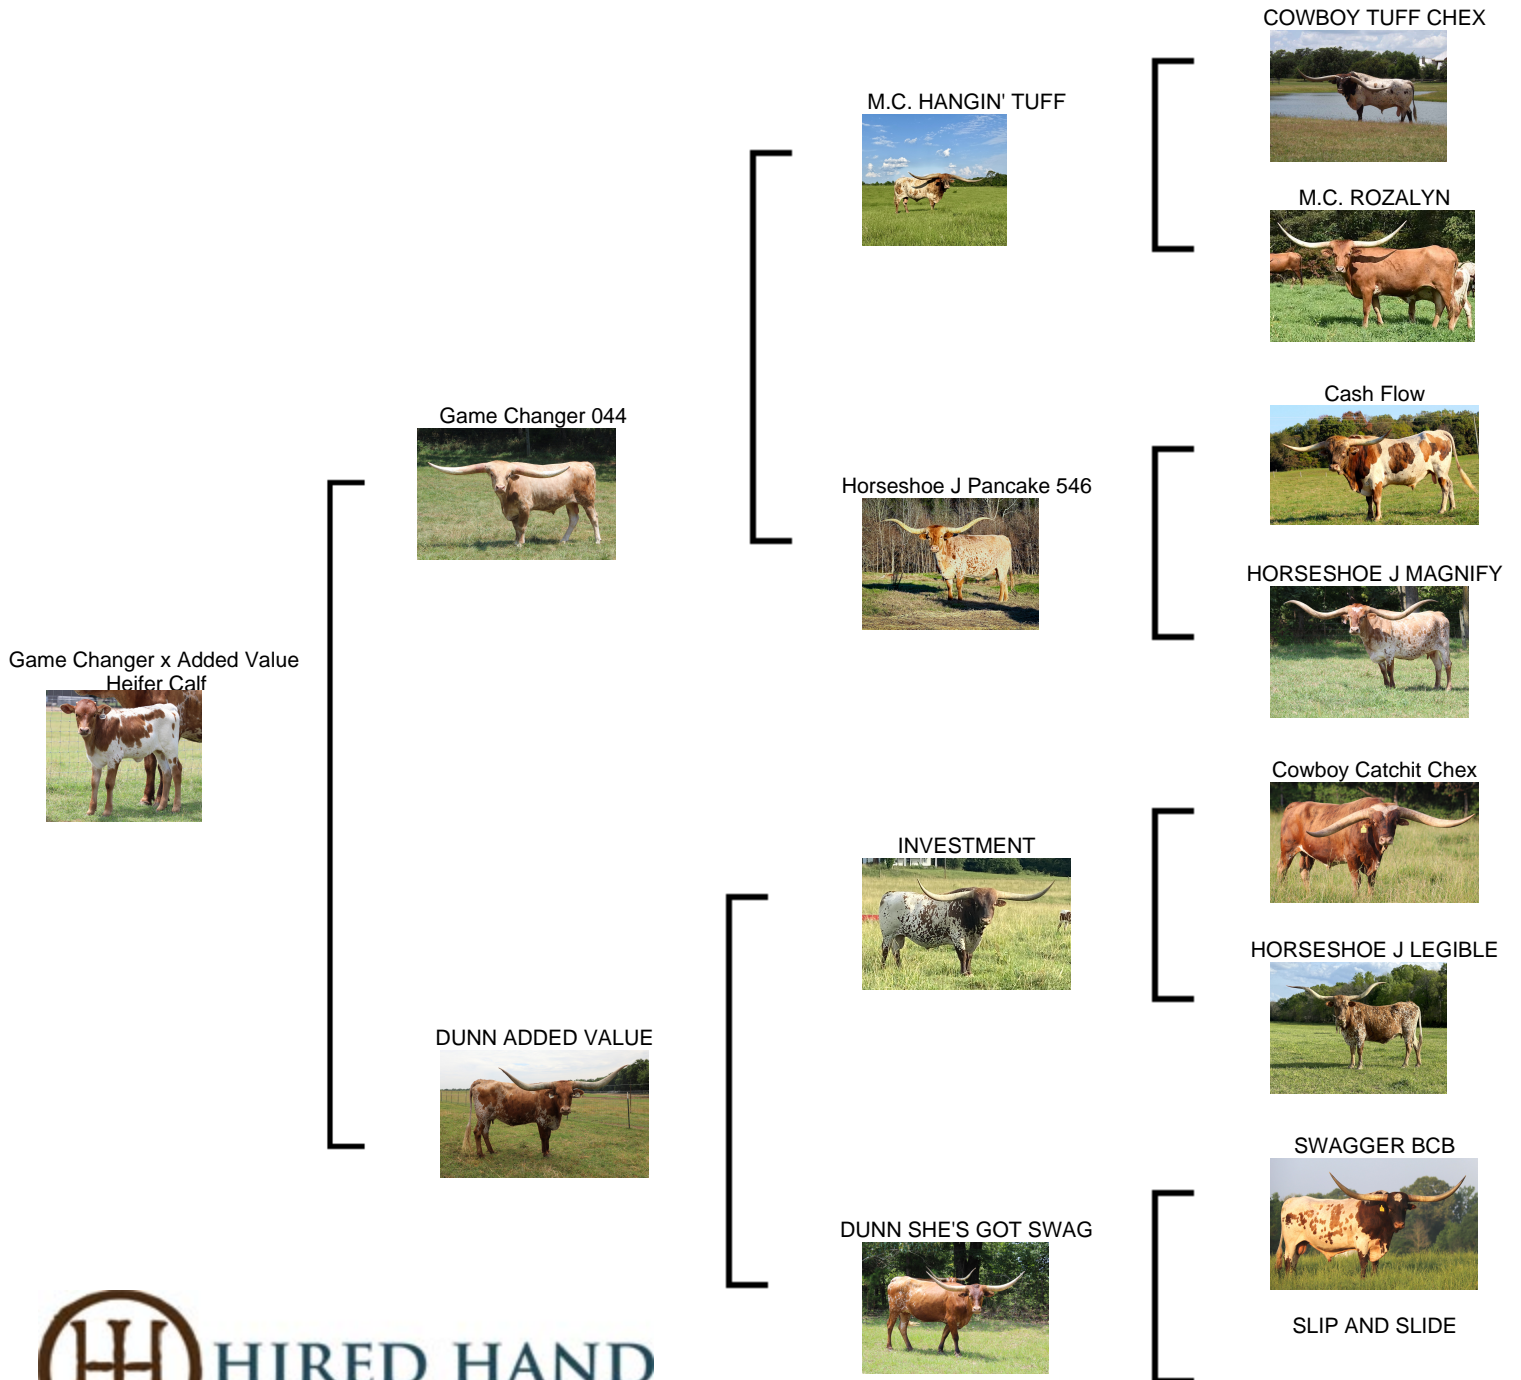 COWBOY TUFF CHEX
M.C. HANGIN' TUFF
M.C. ROZALYN
Cash Flow
Game Changer 044
Horseshoe J Pancake 546
HORSESHOE J MAGNIFY
Game Changer x Added Value
Heifer Calf
Cowboy Catchit Chex
INVESTMENT
HORSESHOE J LEGIBLE
DUNN ADDED VALUE
SWAGGER BCB
DUNN SHE'S GOT SWAG
SLIP AND SLIDE
HIRED HAND